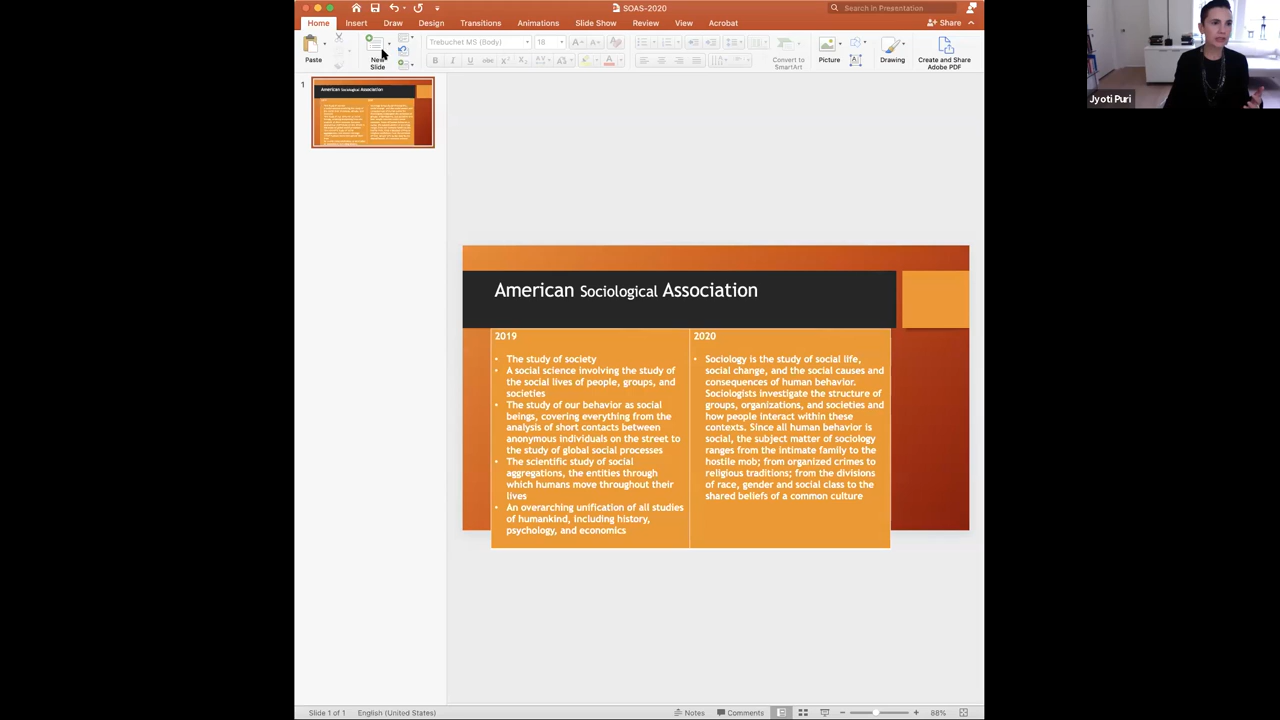 SOAS-2020
Search in Presentation
Home
Insert
Draw
Design
Transitions
Animations
Slide Show
Review
View
Acrobat
Share
Paste
New
Slide
Trebuchet MS (Body)
18
Convert to
SmartArt
Picture
Drawing
Create and Share
Adobe PDF
Jyoti Puri
1
American Sociological Association
American Sociological Association
2019
• The study of society
• A social science involving the study of
the social lives of people, groups, and
societies
• The study of our behavior as social
beings, covering everything from the
analysis of short contacts between
anonymous individuals on the street to
the study of global social processes
• The scientific study of social
aggregations, the entities through
which humans move throughout their
lives
• An overarching unification of all studies
of humankind, including history,
psychology, and economics
2020
• Sociology is the study of social life,
social change, and the social causes and
consequences of human behavior.
Sociologists investigate the structure of
groups, organizations, and societies and
how people interact within these
contexts. Since all human behavior is
social, the subject matter of sociology
ranges from the intimate family to the
hostile mob; from organized crimes to
religious traditions; from the divisions
of race, gender and social class to the
shared beliefs of a common culture
Slide 1 of 1
English (United States)
Notes
Comments
88%